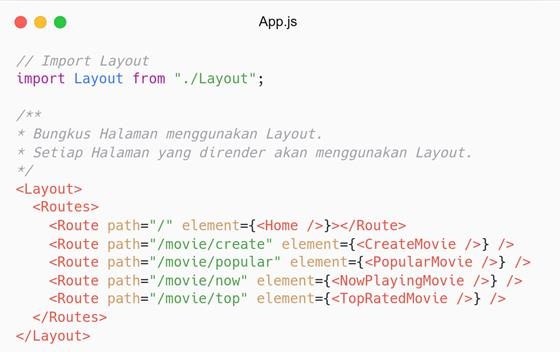 App.js
// Import Layout
import Layout from "./Layout";
/**
* Bungkus Halaman menggunakan Layout.
* Setiap Halaman yang dirender akan menggunakan Layout.
*/
<Layout>
<Routes>
<Route path="/" element={<Home />}></Route>
<Route path="/movie/create" element={<CreateMovie />} />
<Route path="/movie/popular" element={<PopularMovie />} />
<Route path="/movie/now" element={<NowPlayingMovie />} />
<Route path="/movie/top" element={<TopRatedMovie />} />
</Routes>
</Layout>